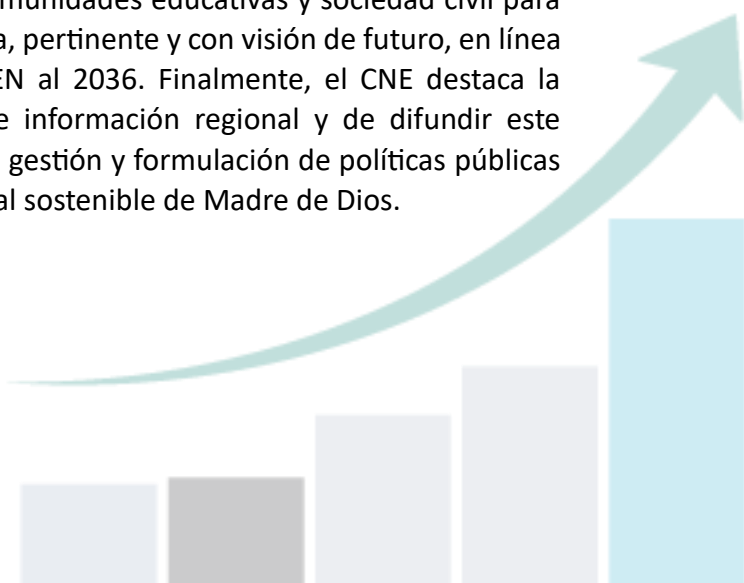 munidades educativas y sociedad civil para
a, pertinente y con visión de futuro, en línea
EN al 2036. Finalmente, el CNE destaca la
e información regional y de difundir este
gestión y formulación de políticas públicas
al sostenible de Madre de Dios.